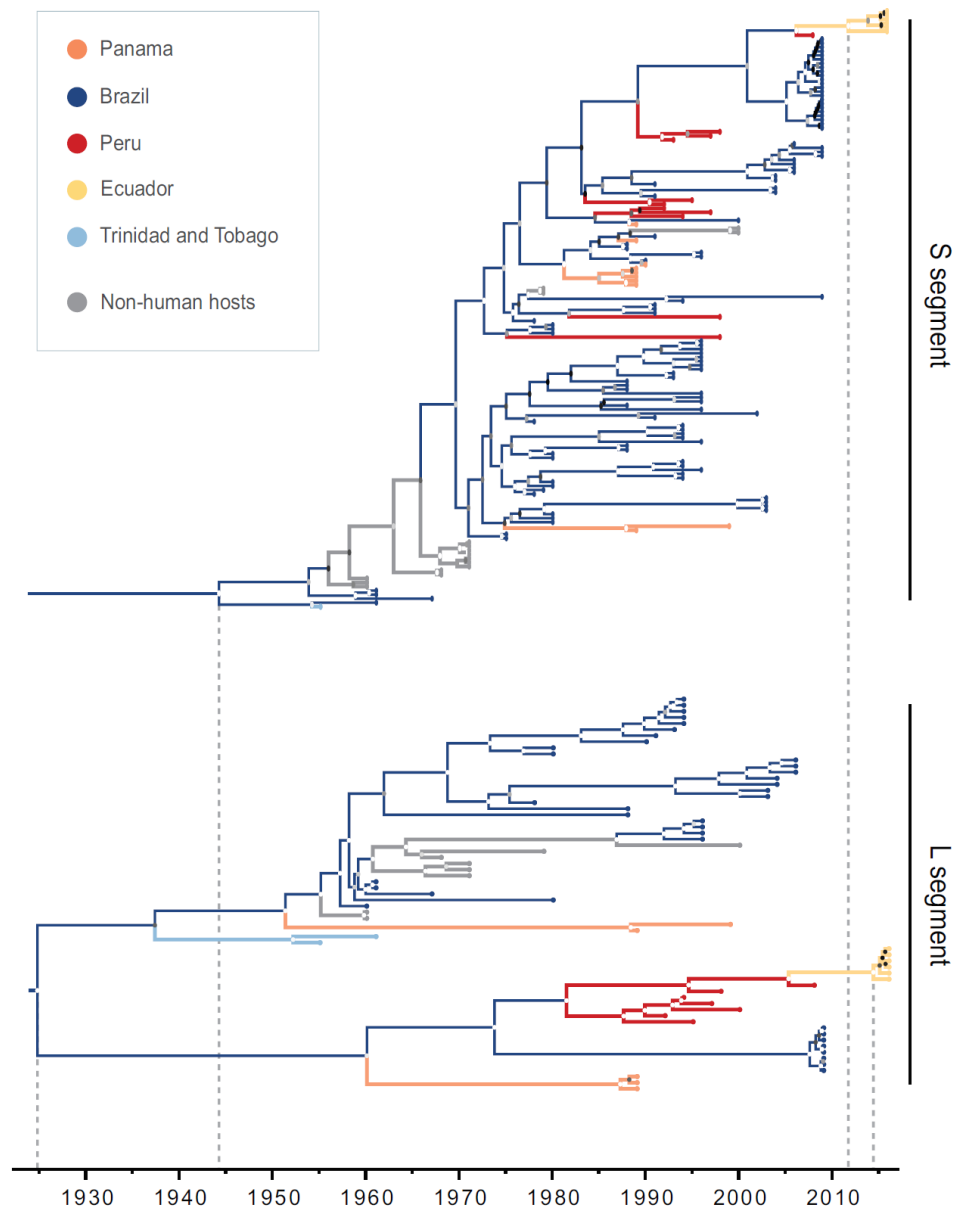 Panama
Brazil
Peru
Ecuador
Trinidad and Tobago
Non-human hosts
S segment
L segment
1930 1940 1950 1960 1970 1980 1990 2000 2010